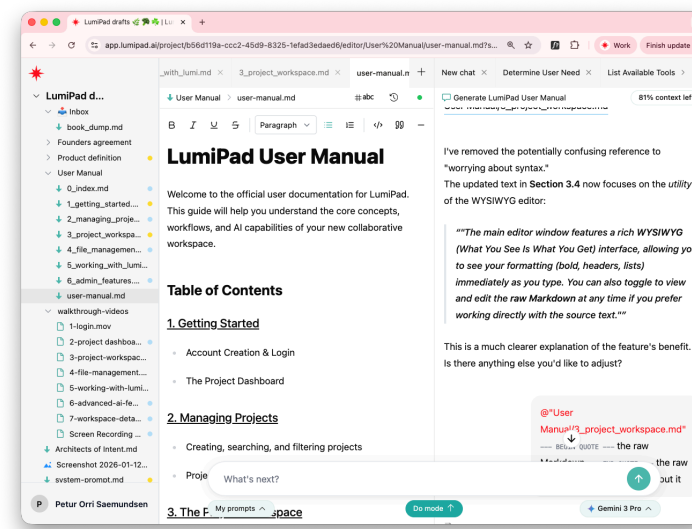 LumiPad drafts
Lu
app.lumipad.ai/project/b56d119a-ccc2-45d9-8325-1efad3edaed6/editor/User%20Manual/user-manual.md?s...
Work
Finish update
LumiPad d...
Inbox
book_dump.md
Founders agreement
Product definition
User Manual
0_index.md
1_getting_started....
2_managing_proje...
3_project_workspa...
4_file_managemen...
5_working_with_lumi...
6_admin_features....
user-manual.md
walkthrough-videos
1-login.mov
2-project dashboa...
3-project-workspac...
4-file-management....
5-working-with-lumi...
6-advanced-ai-fe...
7-workspace-deta...
Screen Recording ...
Architects of Intent.md
Screenshot 2026-01-12...
system-prompt.md
P
Petur Orri Saemundsen
_with_lumi.md
3_project_workspace.md
user-manual.m
User Manual > user-manual.md
#abc
B I U S Paragraph
LumiPad User Manual
Welcome to the official user documentation for LumiPad.
This guide will help you understand the core concepts,
workflows, and AI capabilities of your new collaborative
workspace.
Table of Contents
1. Getting Started
Account Creation & Login
The Project Dashboard
2. Managing Projects
Creating, searching, and filtering projects
Proje
3. The P
space
New chat
Determine User Need
List Available Tools
Generate LumiPad User Manual
81% context left
User Manual/3_project_workspace.md
I've removed the potentially confusing reference to
"worrying about syntax."
The updated text in Section 3.4 now focuses on the utility
of the WYSIWYG editor:
""The main editor window features a rich WYSIWYG
(What You See Is What You Get) interface, allowing yo
to see your formatting (bold, headers, lists)
immediately as you type. You can also toggle to view
and edit the raw Markdown at any time if you prefer
working directly with the source text.""
This is a much clearer explanation of the feature's benefit.
Is there anything else you'd like to adjust?
@"User
Manual/3_project_workspace.md"
--- BEGIN QUOTE --- the raw
the raw
out it
What's next?
My prompts
Do mode
Gemini 3 Pro